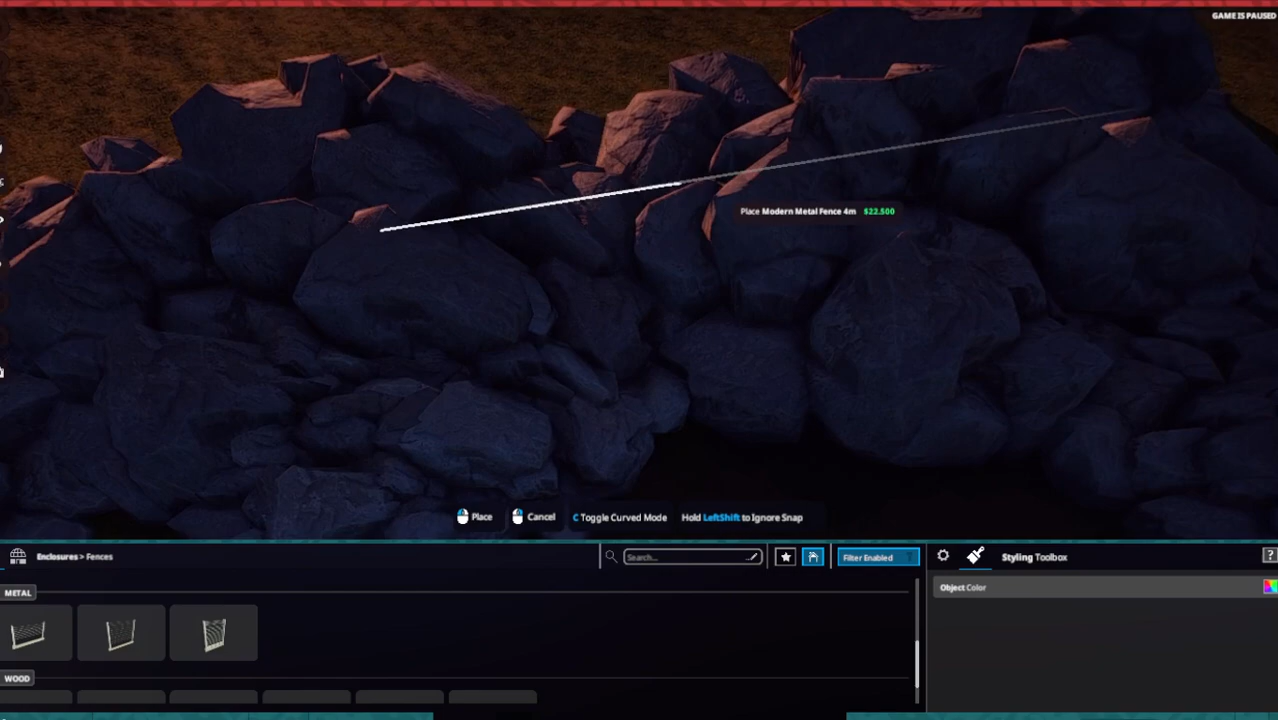 GAME IS PAUSED
Place Modern Metal Fence 4m $22.500
Place Cancel C Toggle Curved Mode Hold LeftShift to Ignore Snap
Enclosures > Fences Search... Filter Enabled Styling Toolbox ?
METAL
Object Color
WOOD